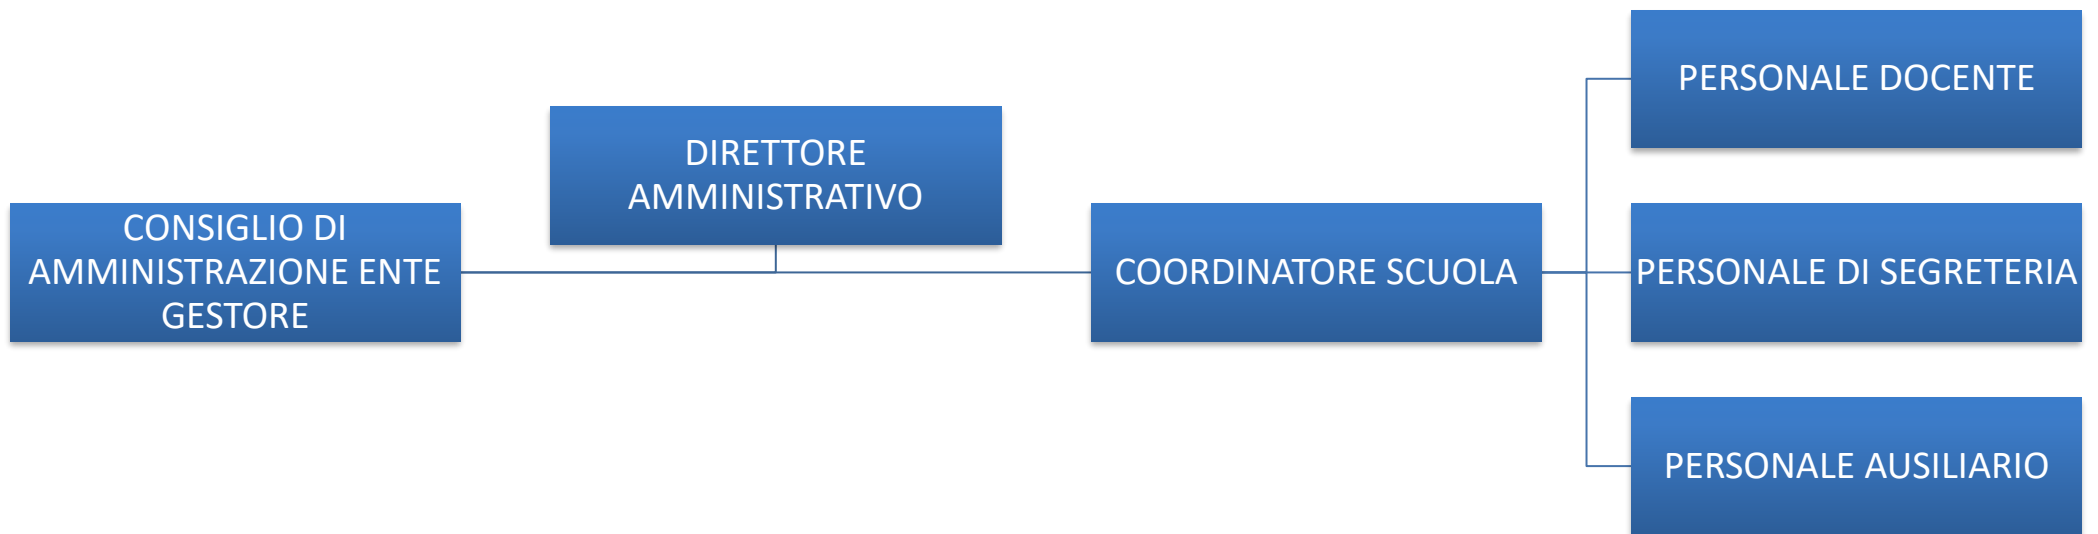 CONSIGLIO DI
AMMINISTRAZIONE ENTE
GESTORE
DIRETTORE
AMMINISTRATIVO
COORDINATORE SCUOLA
PERSONALE DOCENTE
PERSONALE DI SEGRETERIA
PERSONALE AUSILIARIO